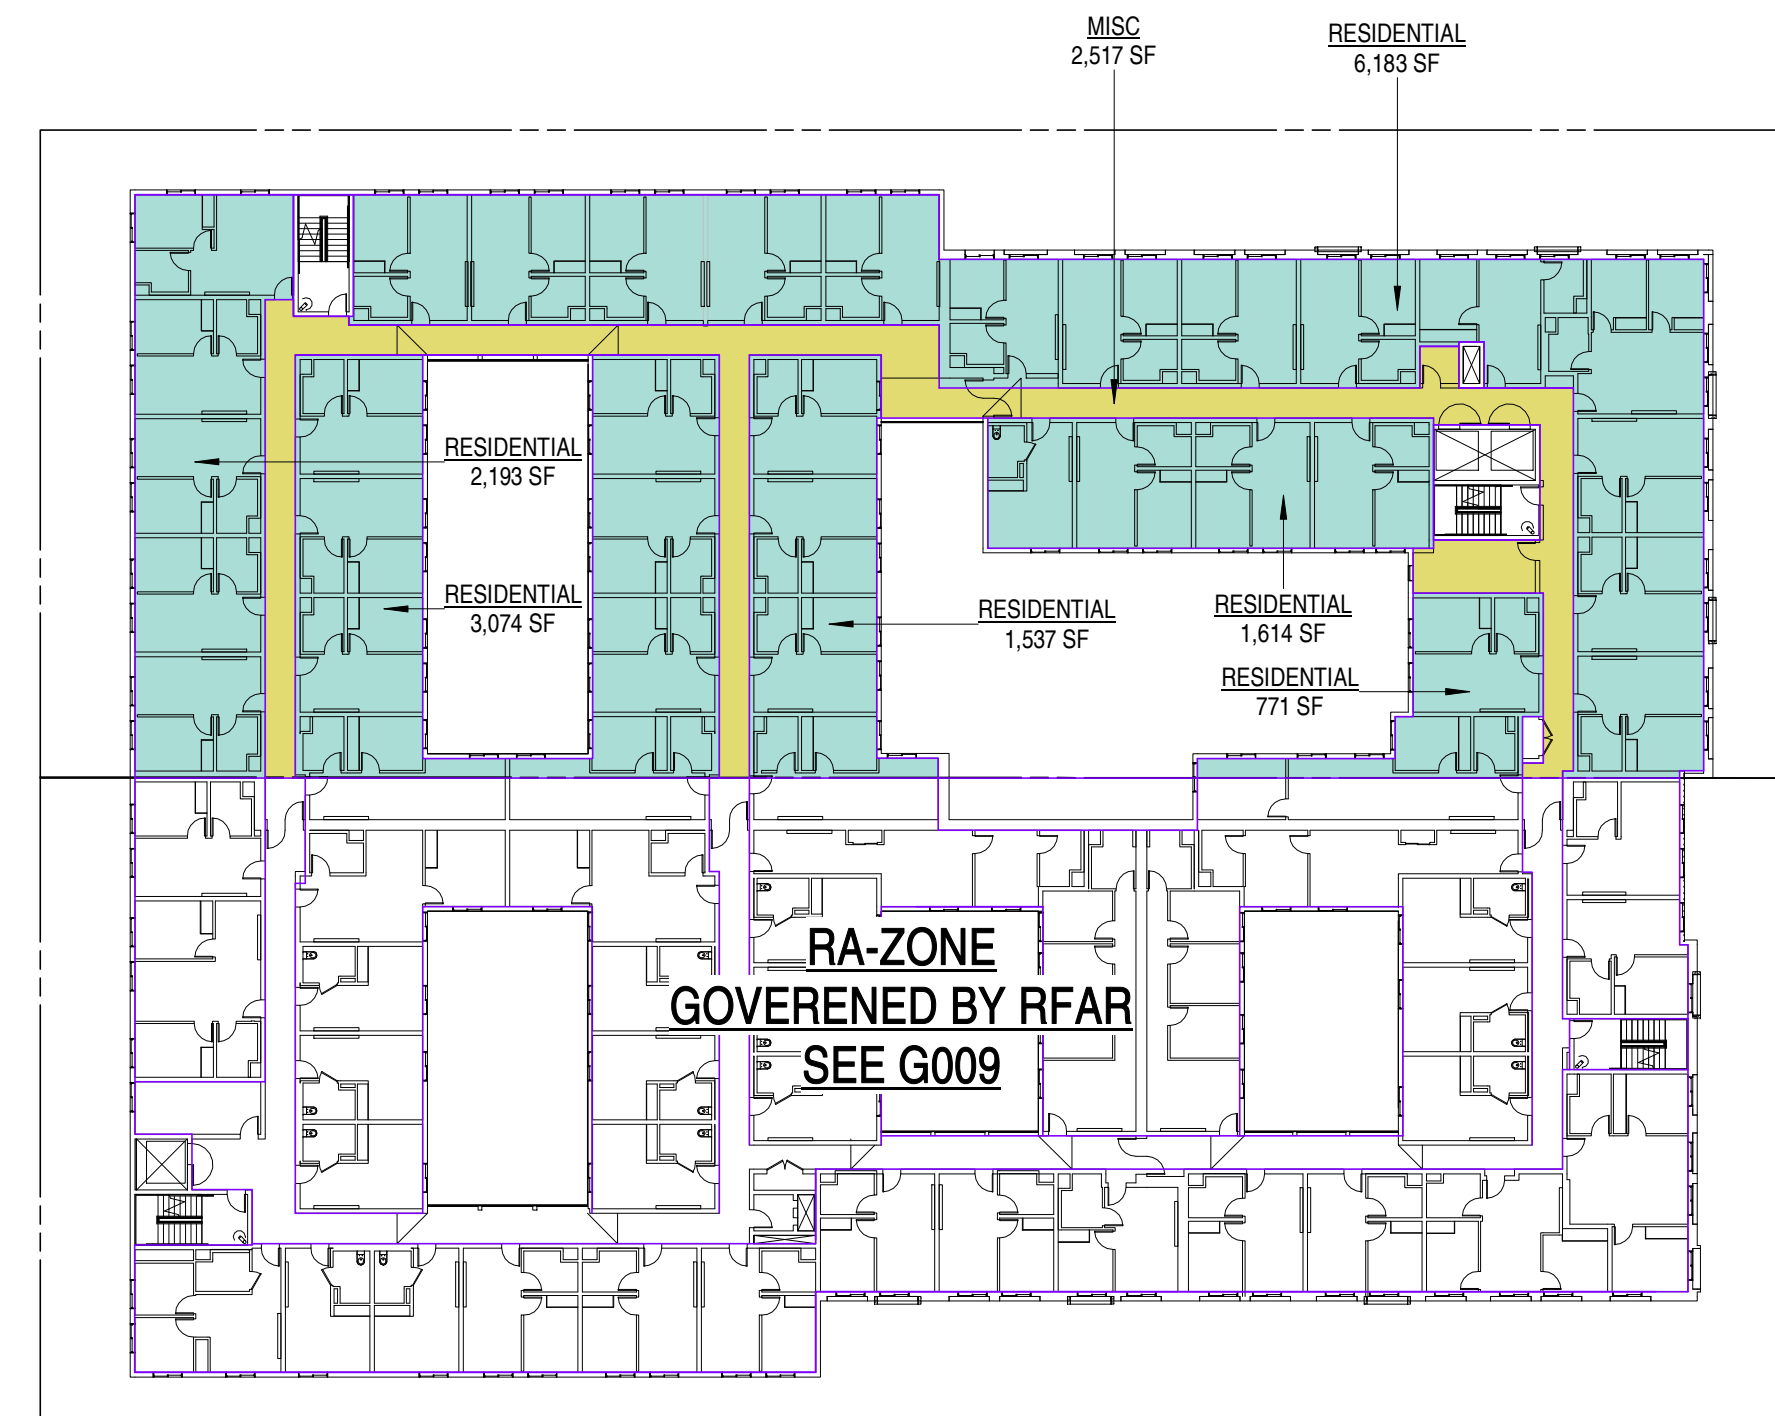 MISC
2,517 SF
RESIDENTIAL
6,183 SF
RESIDENTIAL
2,193 SF
RESIDENTIAL
3,074 SF
RESIDENTIAL
1,537 SF
RESIDENTIAL
1,614 SF
RESIDENTIAL
771 SF
RA-ZONE
GOVERENED BY RFAR
SEE G009